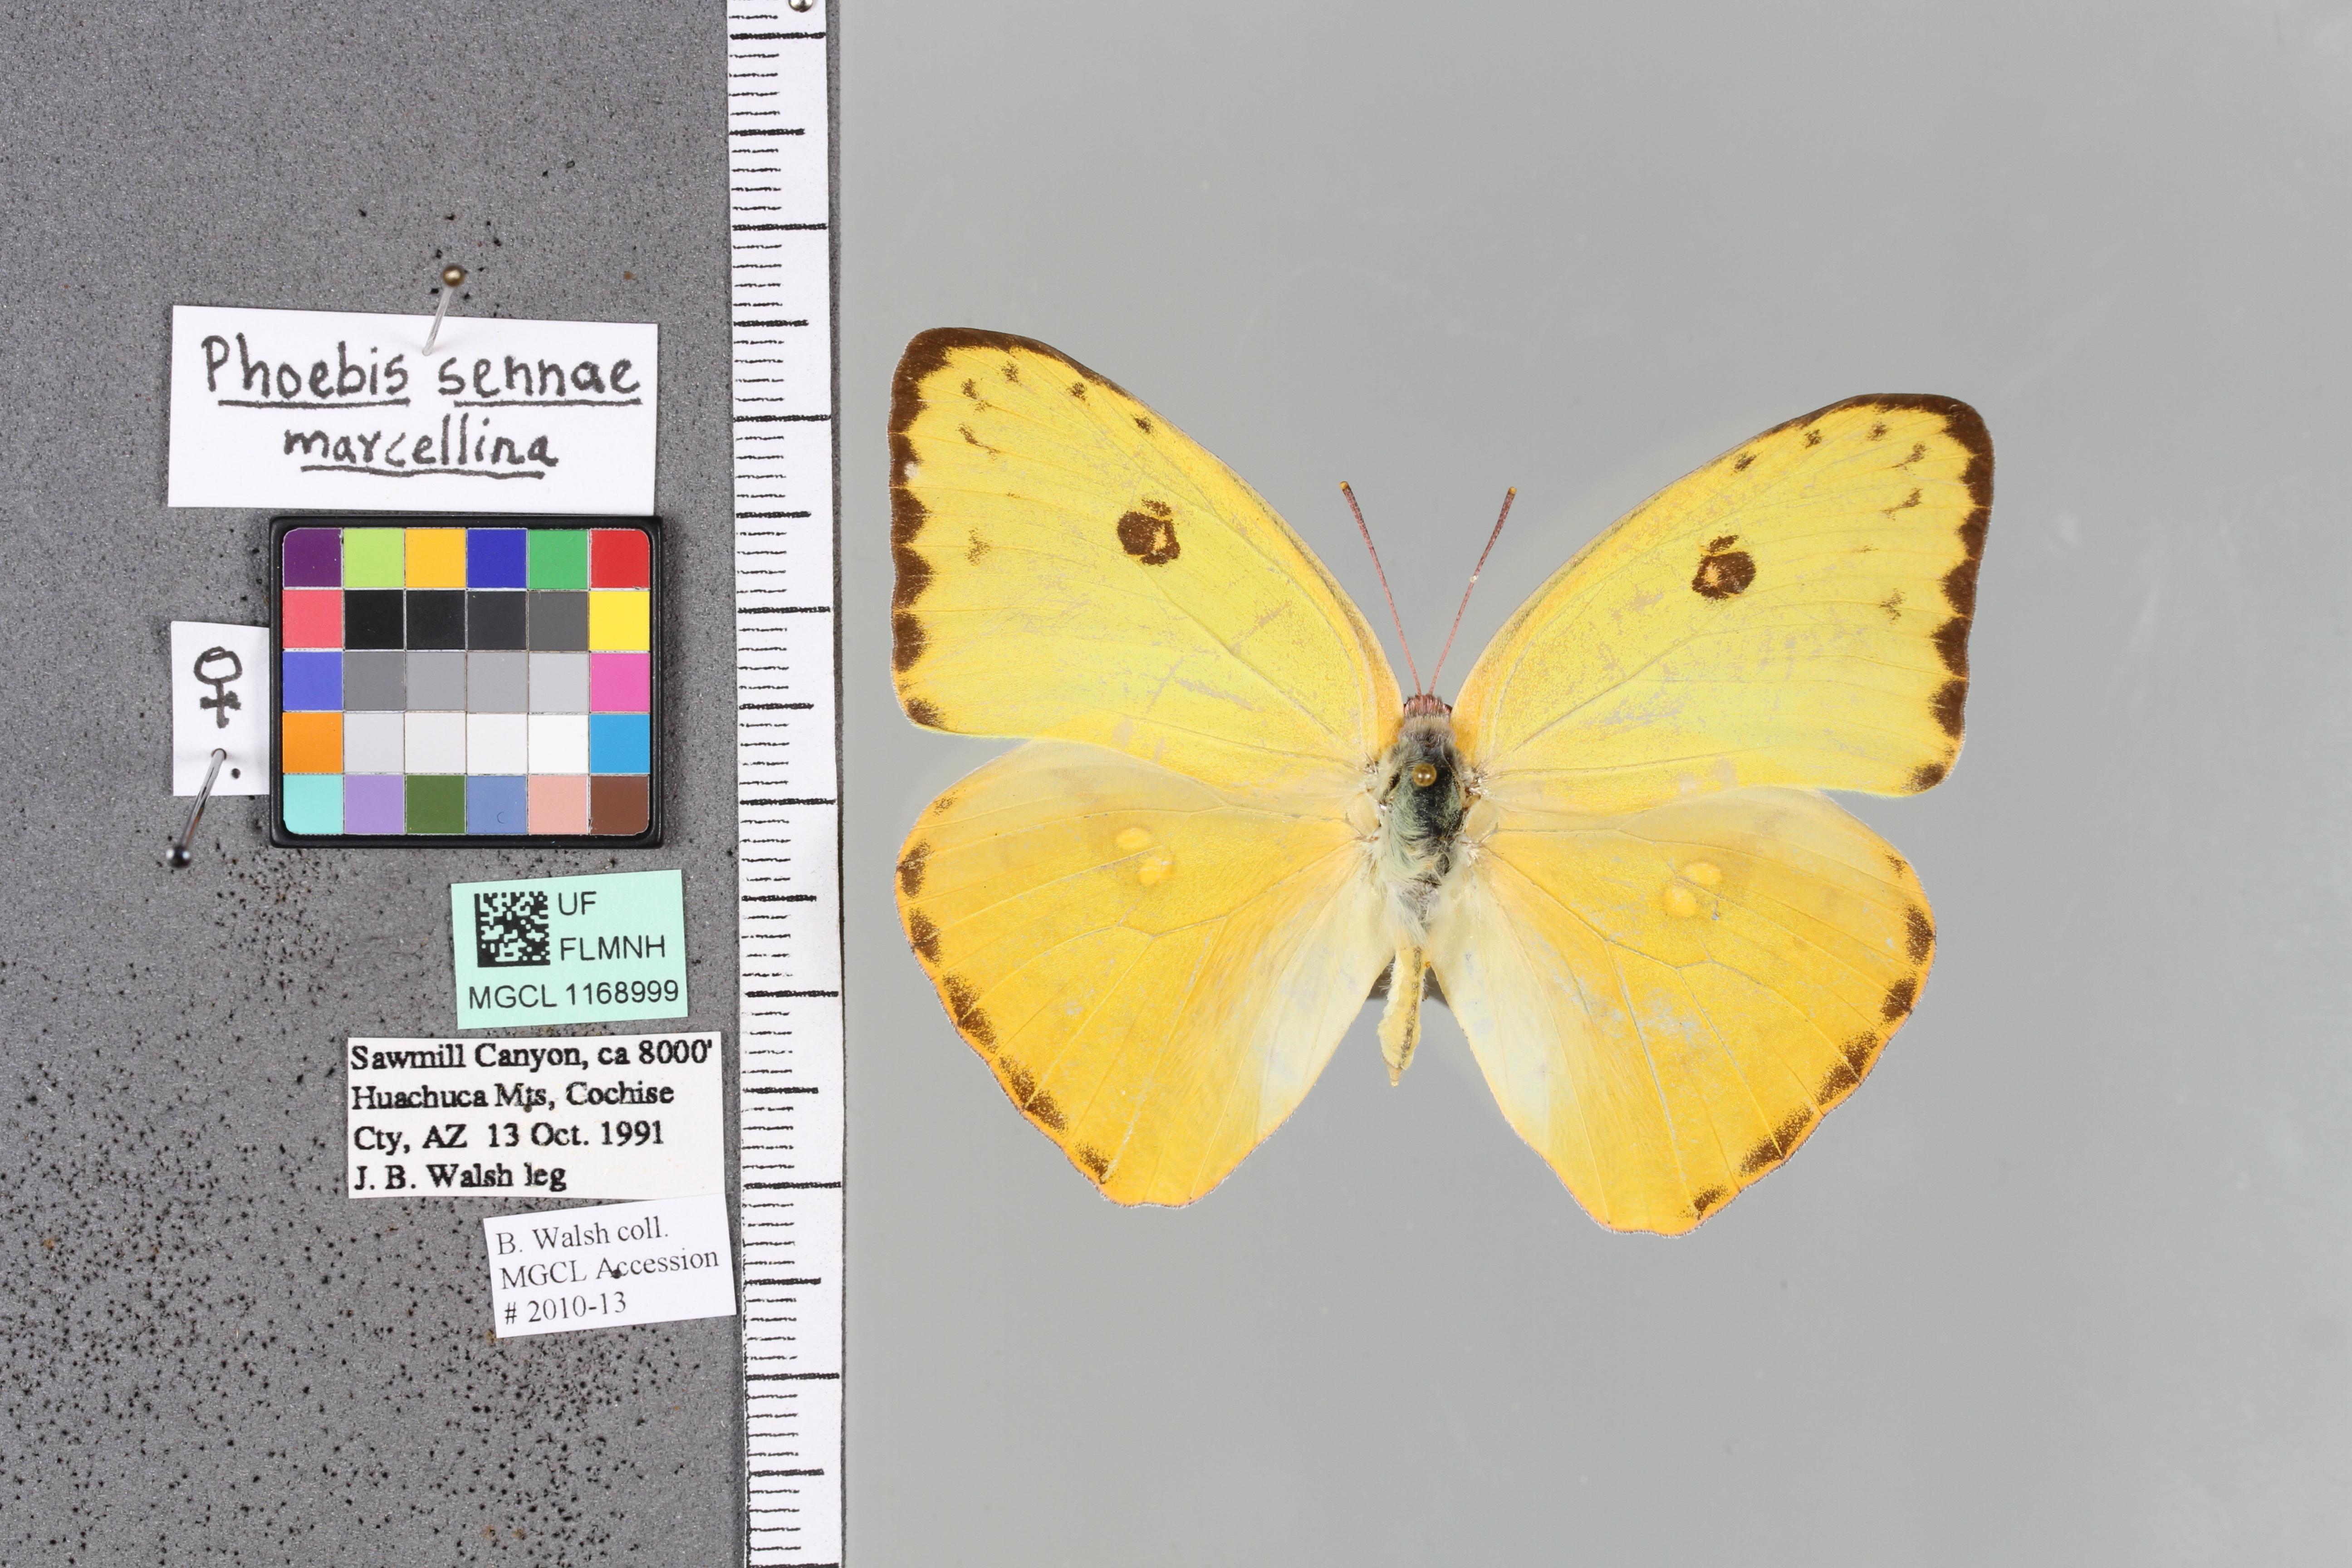 Phoebis sennae
marcellina
♀
UF
FLMNH
MGCL 1168999
Sawmill Canyon, ca 8000'
Huachuca Mts, Cochise
Cty, AZ 13 Oct. 1991
J. B. Walsh leg
B. Walsh coll.
MGCL Accession
# 2010-13